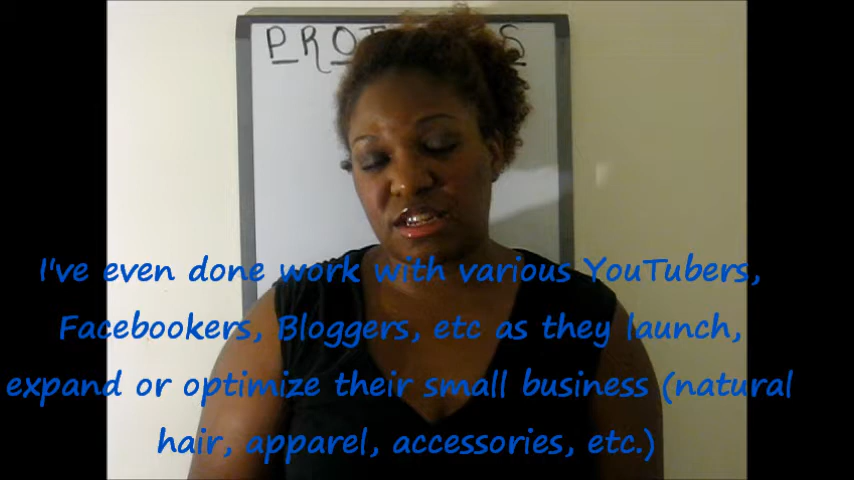 I've even done work with various YouTubers,
Facebookers, Bloggers, etc as they launch,
expand or optimize their small business (natural
hair, apparel, accessories, etc.)